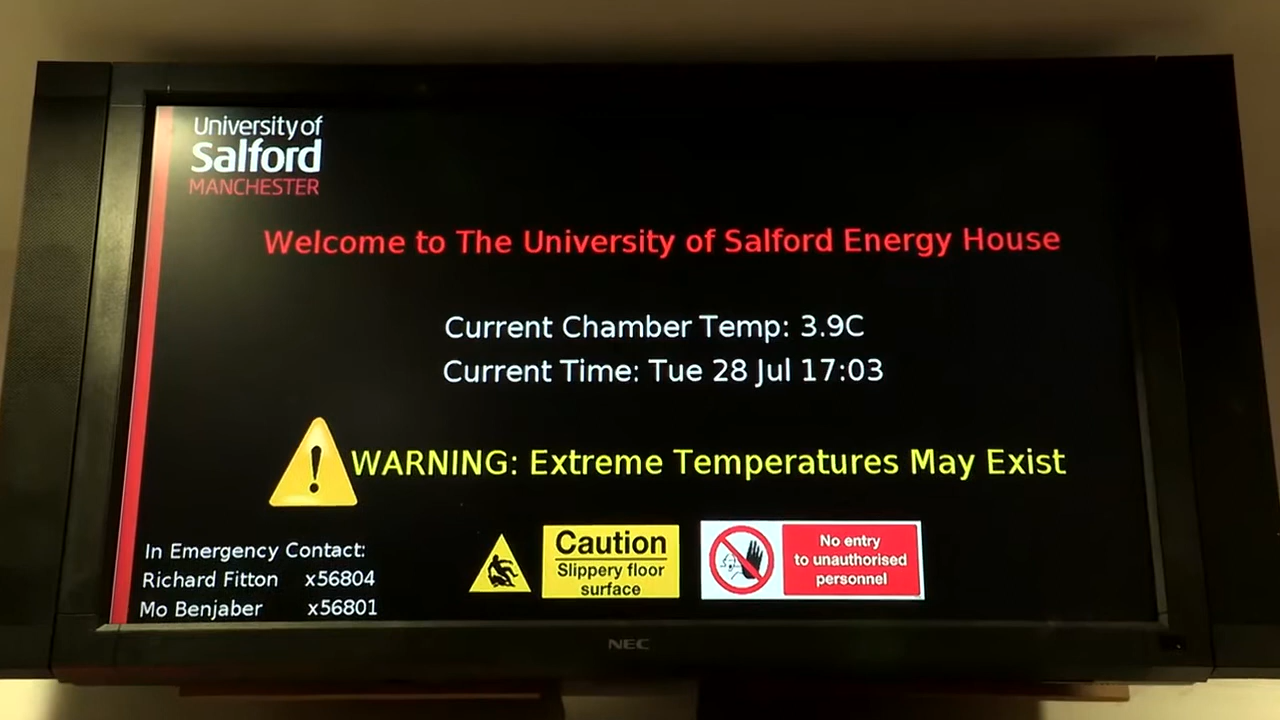 University of
Salford
MANCHESTER
Welcome to The University of Salford Energy House
Current Chamber Temp: 3.9C
Current Time: Tue 28 Jul 17:03
WARNING: Extreme Temperatures May Exist
In Emergency Contact:
Richard Fitton x56804
Mo Benjaber x56801
Caution
Slippery floor
surface
No entry
to unauthorised
personnel
NEC